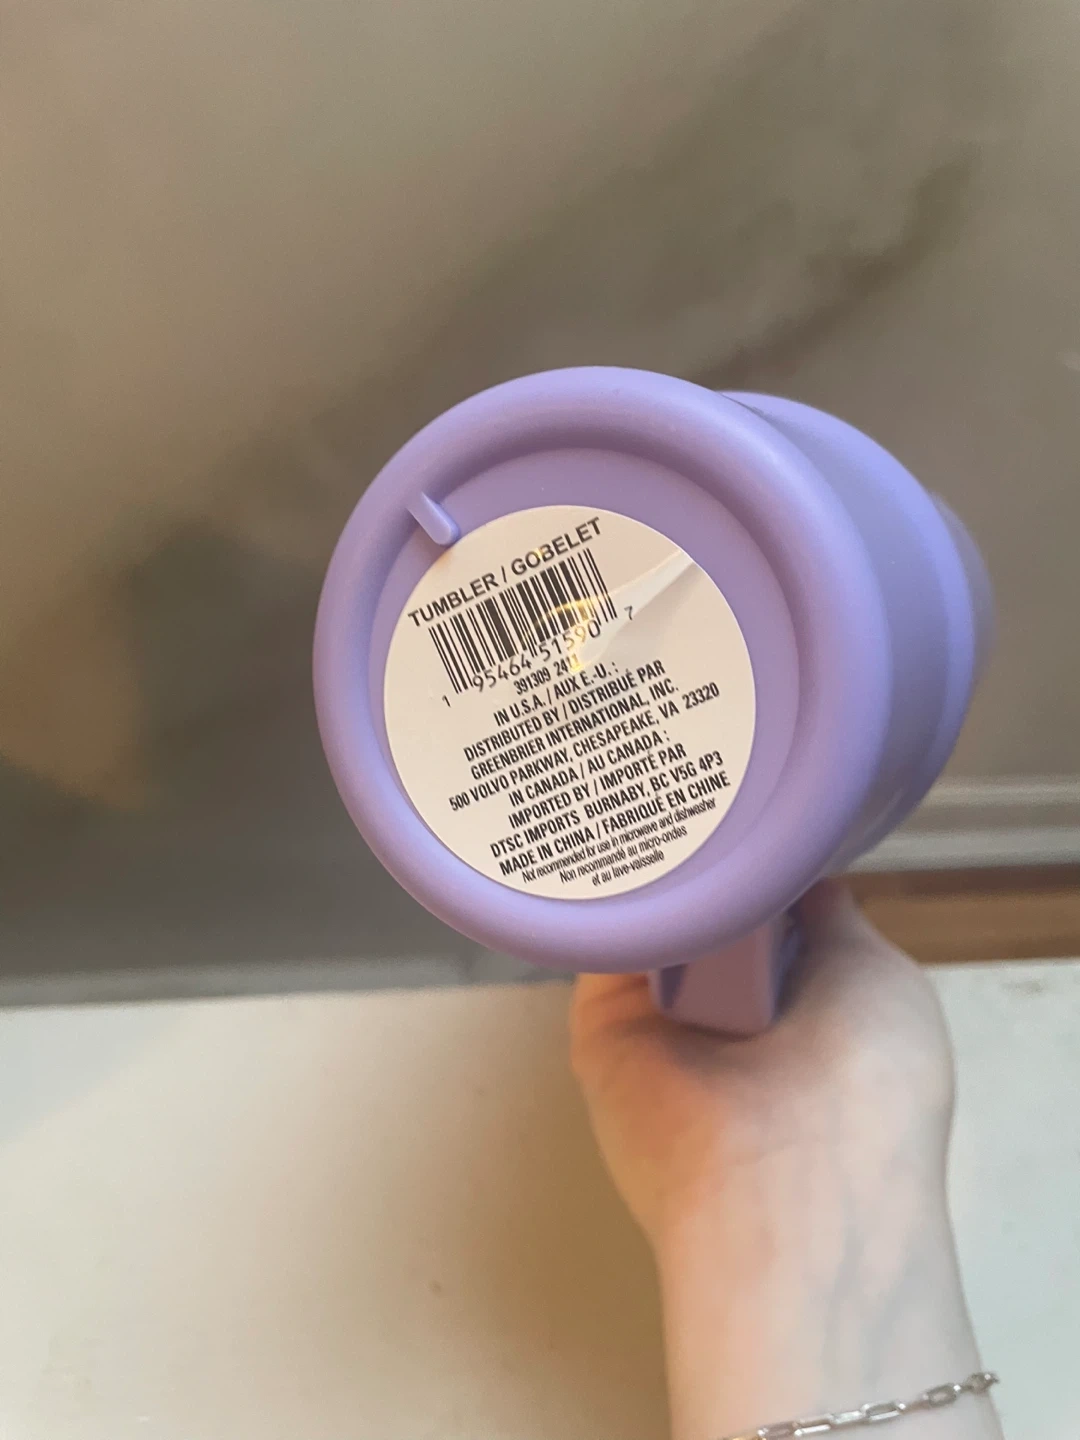 TUMBLER / GOBELET
1 95464 51590 7
391309 2411
IN U.S.A. / AUX E.-U. :
DISTRIBUTED BY / DISTRIBUÉ PAR
GREENBRIER INTERNATIONAL, INC.
500 VOLVO PARKWAY, CHESAPEAKE, VA 23320
IN CANADA / AU CANADA :
IMPORTED BY / IMPORTÉ PAR
DTSC IMPORTS BURNABY, BC V5G 4P3
MADE IN CHINA / FABRIQUÉ EN CHINE
Not recommended for use in microwave and dishwasher
Non recommandé au micro-ondes
et au lave-vaisselle